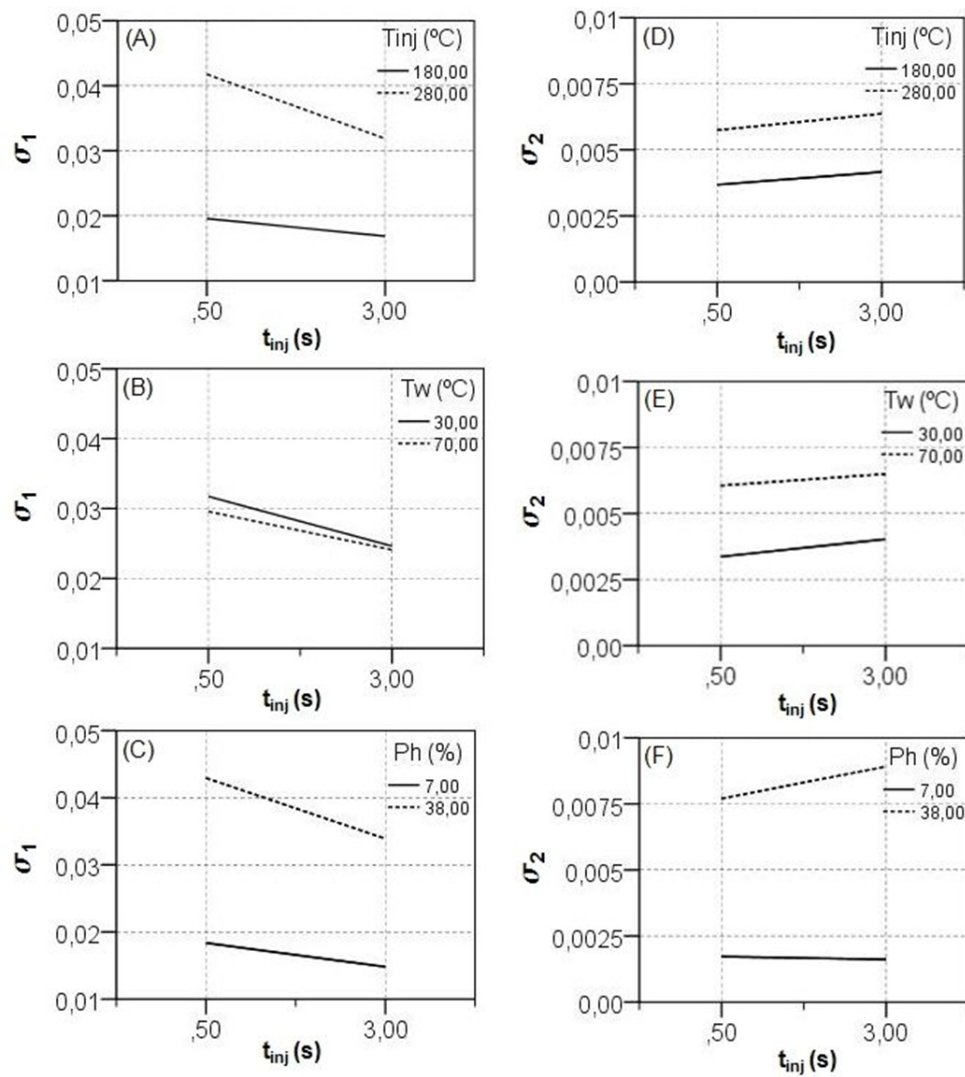 (A)
Tinj (ºC)
180,00
280,00
0,05
0,04
0,03
0,02
0,01
σ1
,50
3,00
tinj (s)
(D)
Tinj (ºC)
180,00
280,00
0,01
0,0075
0,005
0,0025
0,00
σ2
,50
3,00
tinj (s)
(B)
Tw (ºC)
30,00
70,00
0,05
0,04
0,03
0,02
0,01
σ1
,50
3,00
tinj (s)
(E)
Tw (ºC)
30,00
70,00
0,01
0,0075
0,005
0,0025
0,00
σ2
,50
3,00
tinj (s)
(C)
Ph (%)
7,00
38,00
0,05
0,04
0,03
0,02
0,01
σ1
,50
3,00
tinj (s)
(F)
Ph (%)
7,00
38,00
0,01
0,0075
0,005
0,0025
0,00
σ2
,50
3,00
tinj (s)